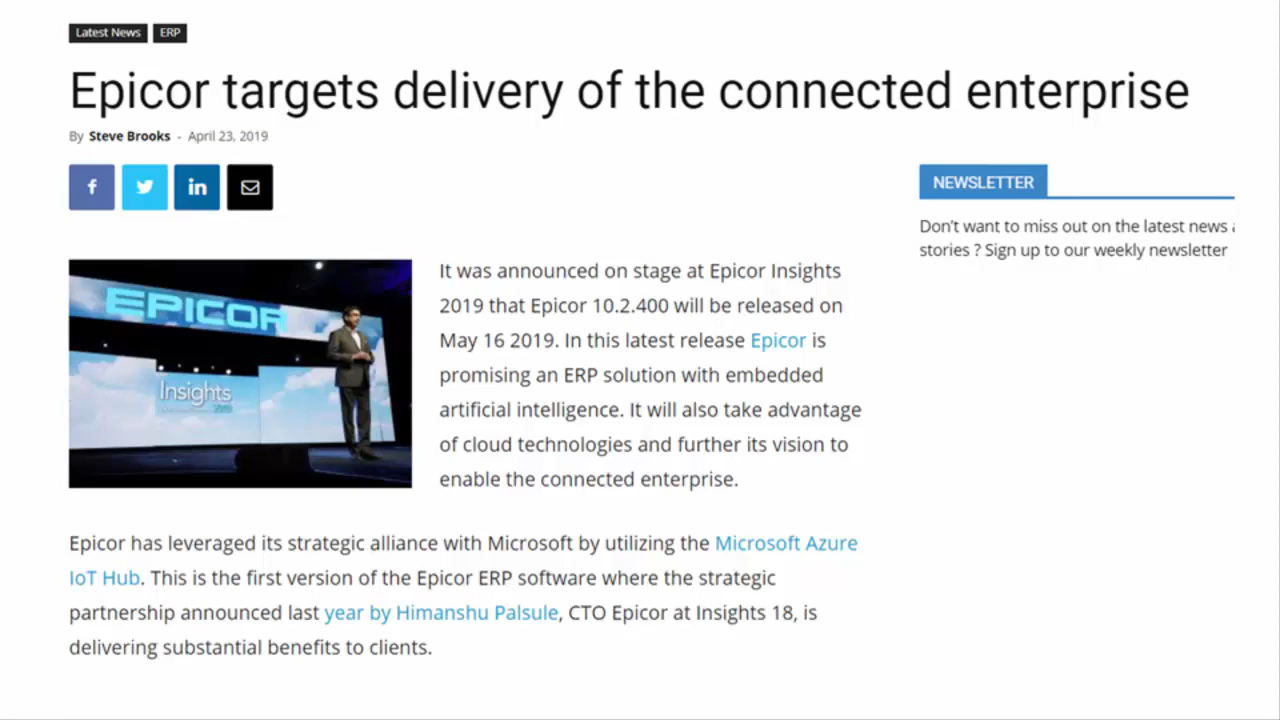 Latest News ERP
Epicor targets delivery of the connected enterprise
By Steve Brooks - April 23, 2019
f in
NEWSLETTER
Don't want to miss out on the latest news
stories ? Sign up to our weekly newsletter
EPICOR
Insights
It was announced on stage at Epicor Insights
2019 that Epicor 10.2.400 will be released on
May 16 2019. In this latest release Epicor is
promising an ERP solution with embedded
artificial intelligence. It will also take advantage
of cloud technologies and further its vision to
enable the connected enterprise.
Epicor has leveraged its strategic alliance with Microsoft by utilizing the Microsoft Azure
IoT Hub. This is the first version of the Epicor ERP software where the strategic
partnership announced last year by Himanshu Palsule, CTO Epicor at Insights 18, is
delivering substantial benefits to clients.